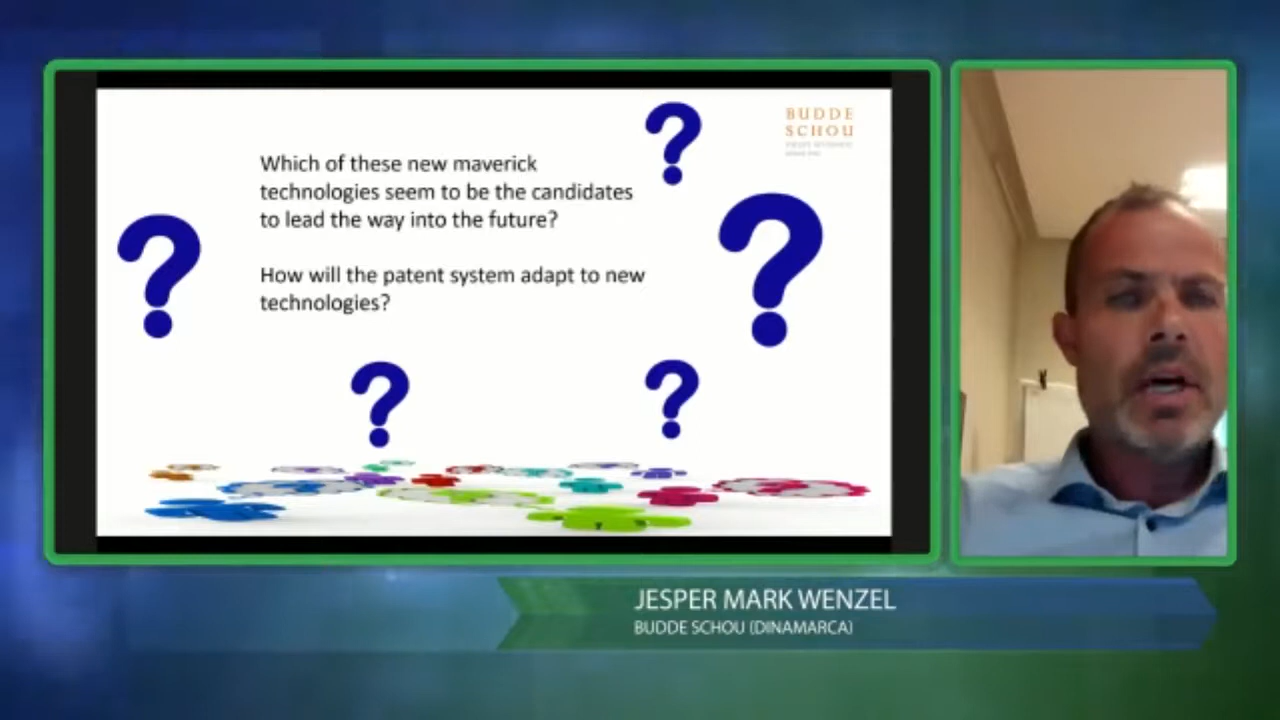 BUDDE
SCHOU
Which of these new maverick
technologies seem to be the candidates
to lead the way into the future?
How will the patent system adapt to new
technologies?
JESPER MARK WENZEL
BUDDE SCHOU (DINAMARCA)